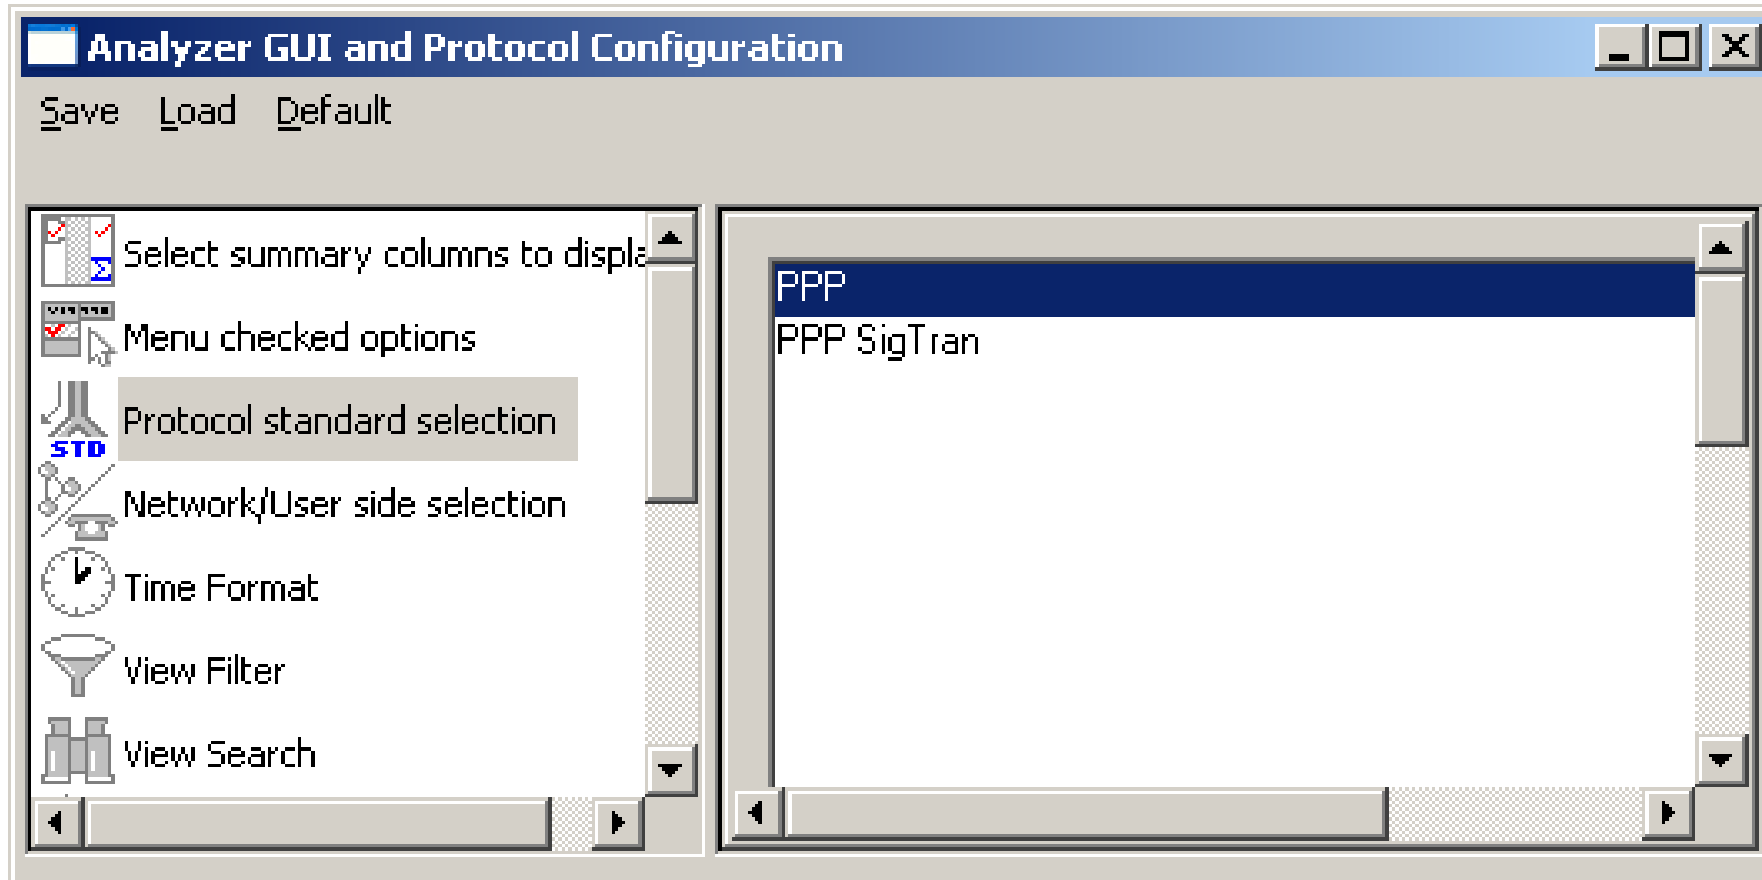 Analyzer GUI and Protocol Configuration
Save Load Default
Select summary columns to displa
Menu checked options
Protocol standard selection
STD
Network/User side selection
Time Format
View Filter
View Search
PPP
PPP SigTran